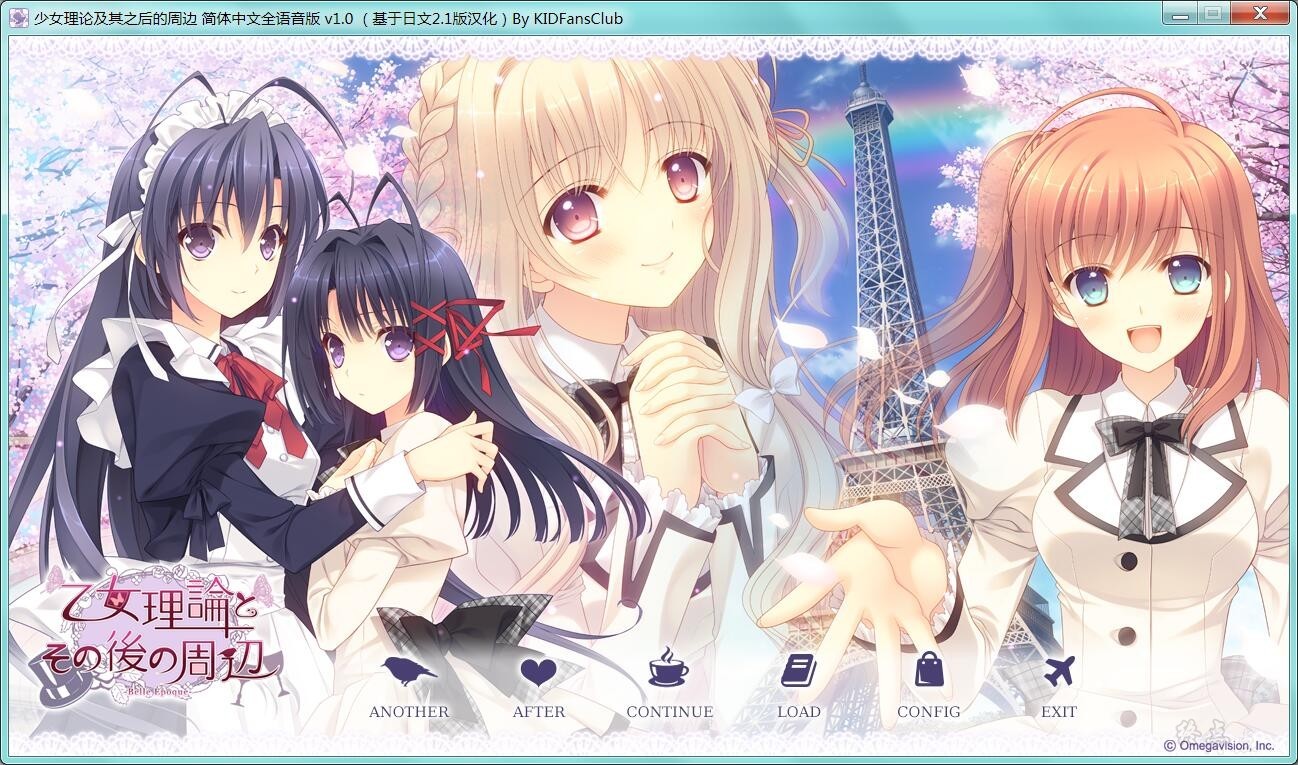 少女理论及其之后的周边 简体中文全语音版 v1.0 （基于日文2.1版汉化）By KIDFansClub
乙女理論と
その後の周辺
-Belle Époque-
ANOTHER AFTER CONTINUE LOAD CONFIG EXIT
© Omegavision, Inc.